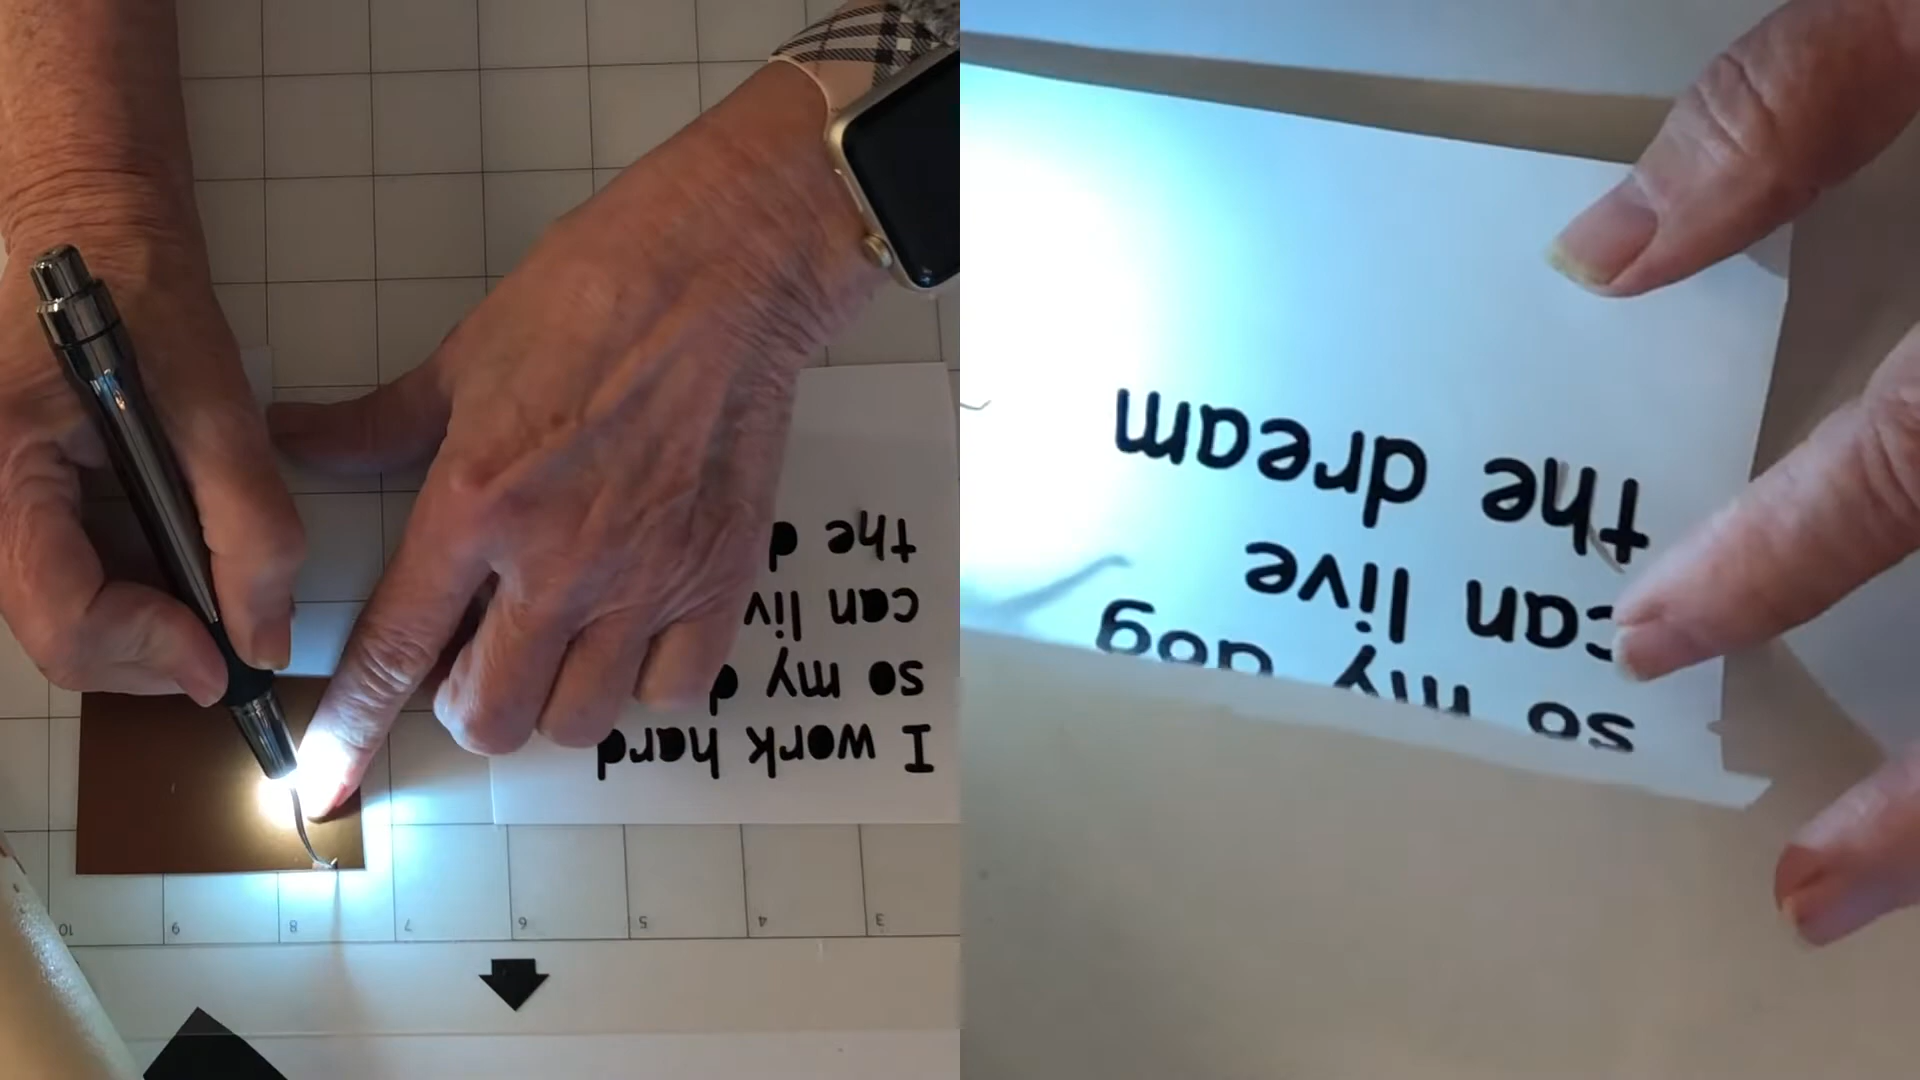 I work hard
so my d
can liv
the d
10 9 8 7 6 5 4 3
so my dog
can live
the dream